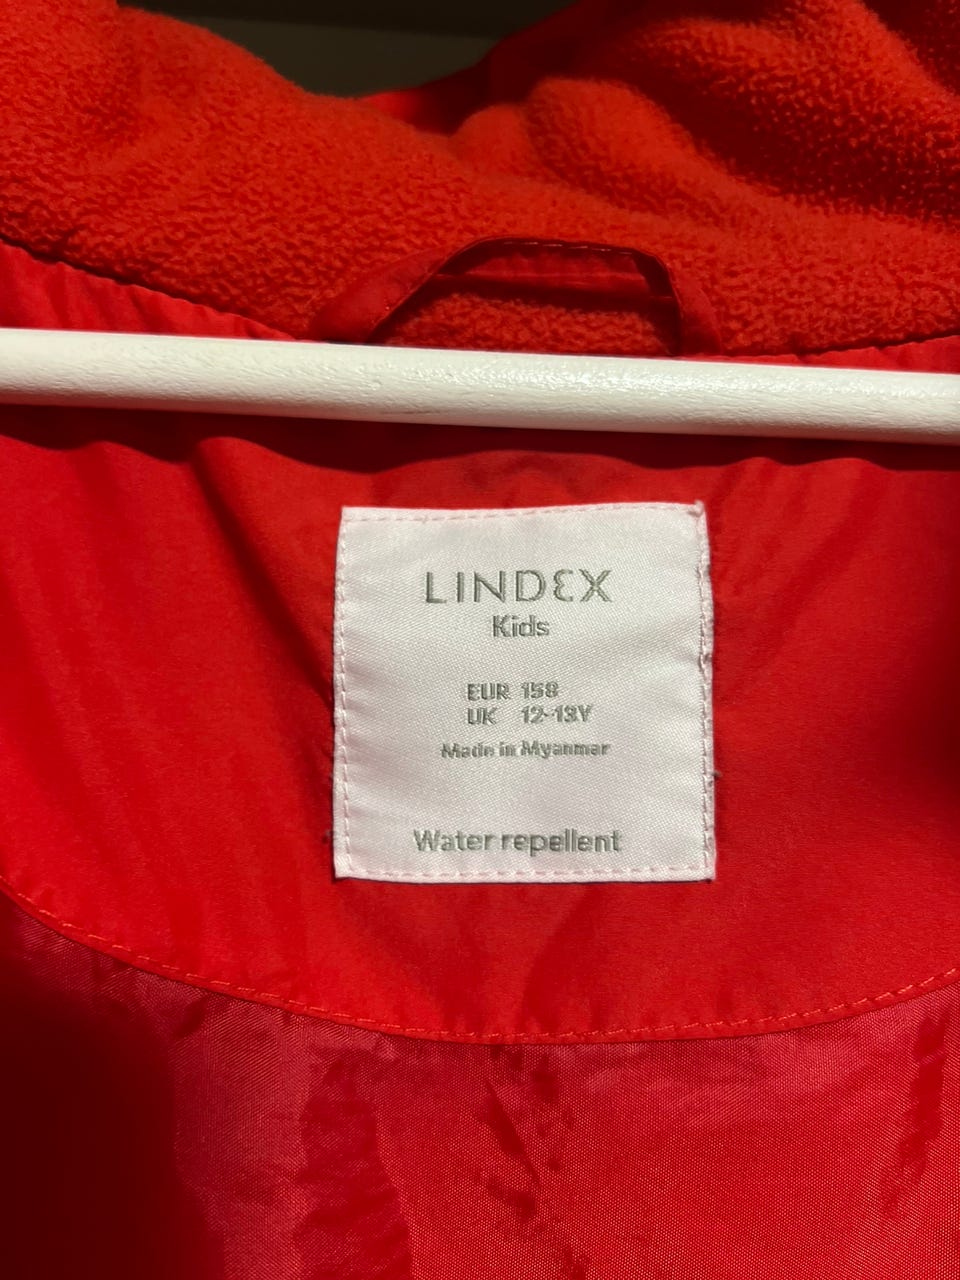 LINDEX
Kids
EUR 158
UK 12-13Y
Made in Myanmar
Water repellent